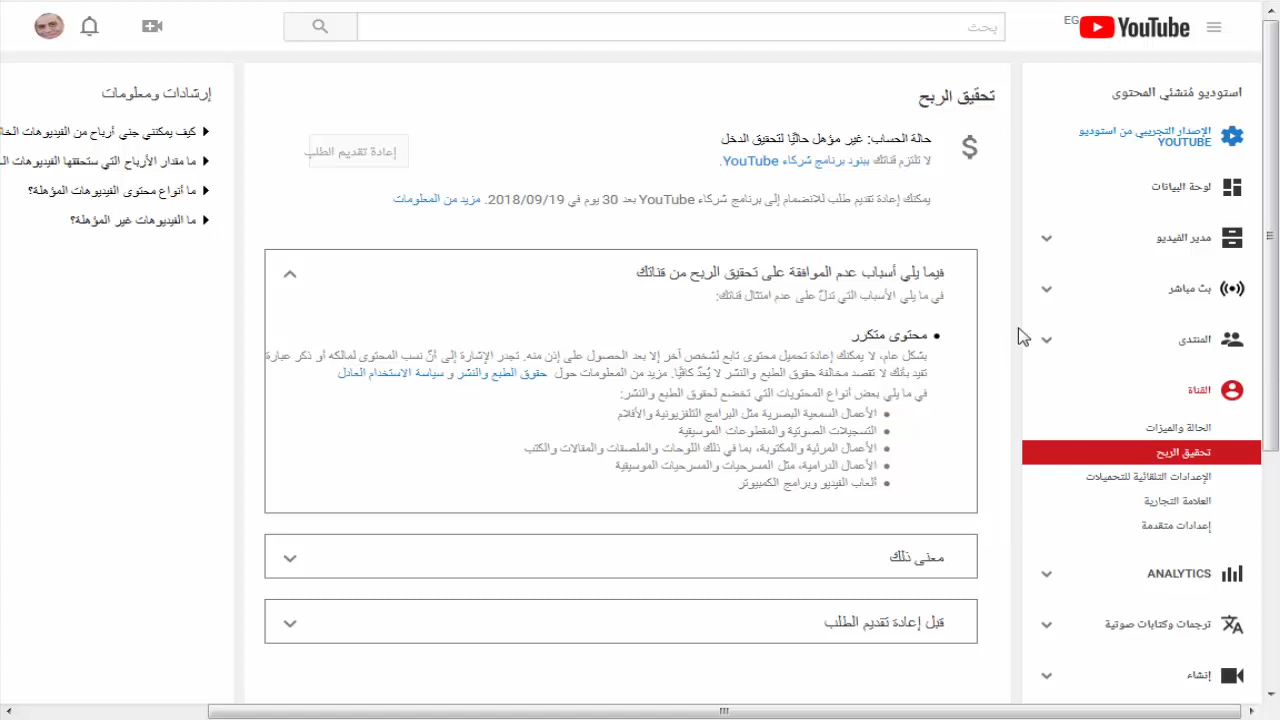 YouTube EG
بحث
استوديو مُنشئي المحتوى
الإصدار التجريبي من استوديو
YOUTUBE
لوحة البيانات
مدير الفيديو
بث مباشر
المنتدى
القناة
الحالة والميزات
تحقيق الربح
الإعدادات التلقائية للتحميلات
العلامة التجارية
إعدادات متقدمة
ANALYTICS
ترجمات وكتابات صوتية
إنشاء
تحقيق الربح
حالة الحساب: غير مؤهل حاليًا لتحقيق الدخل
لا تلتزم قناتك ببنود برنامج شركاء YouTube.
إعادة تقديم الطلب
يمكنك إعادة تقديم طلب للانضمام إلى برنامج شركاء YouTube بعد 30 يوم في 2018/09/19. مزيد من المعلومات
فيما يلي أسباب عدم الموافقة على تحقيق الربح من قناتك
في ما يلي الأسباب التي تدلّ على عدم امتثال قناتك:
• محتوى متكرر
بشكل عام، لا يمكنك إعادة تحميل محتوى تابع لشخص آخر إلا بعد الحصول على إذن منه. تجدر الإشارة إلى أنّ نسب المحتوى لمالكه أو ذكر عبارة
تفيد بأنك لا تقصد مخالفة حقوق الطبع والنشر لا يُعدّ كافيًا. مزيد من المعلومات حول حقوق الطبع والنشر و سياسة الاستخدام العادل
في ما يلي بعض أنواع المحتويات التي تخضع لحقوق الطبع والنشر:
• الأعمال السمعية البصرية مثل البرامج التلفزيونية والأفلام
• التسجيلات الصوتية والمقطوعات الموسيقية
• الأعمال المرئية والمكتوبة، بما في ذلك اللوحات والملصقات والمقالات والكتب
• الأعمال الدرامية، مثل المسرحيات والمسرحيات الموسيقية
• ألعاب الفيديو وبرامج الكمبيوتر
معنى ذلك
قبل إعادة تقديم الطلب
إرشادات ومعلومات
كيف يمكنني جني أرباح من الفيديوهات الخا
ما مقدار الأرباح التي ستحققها الفيديوهات الـ
ما أنواع محتوى الفيديوهات المؤهلة؟
ما الفيديوهات غير المؤهلة؟